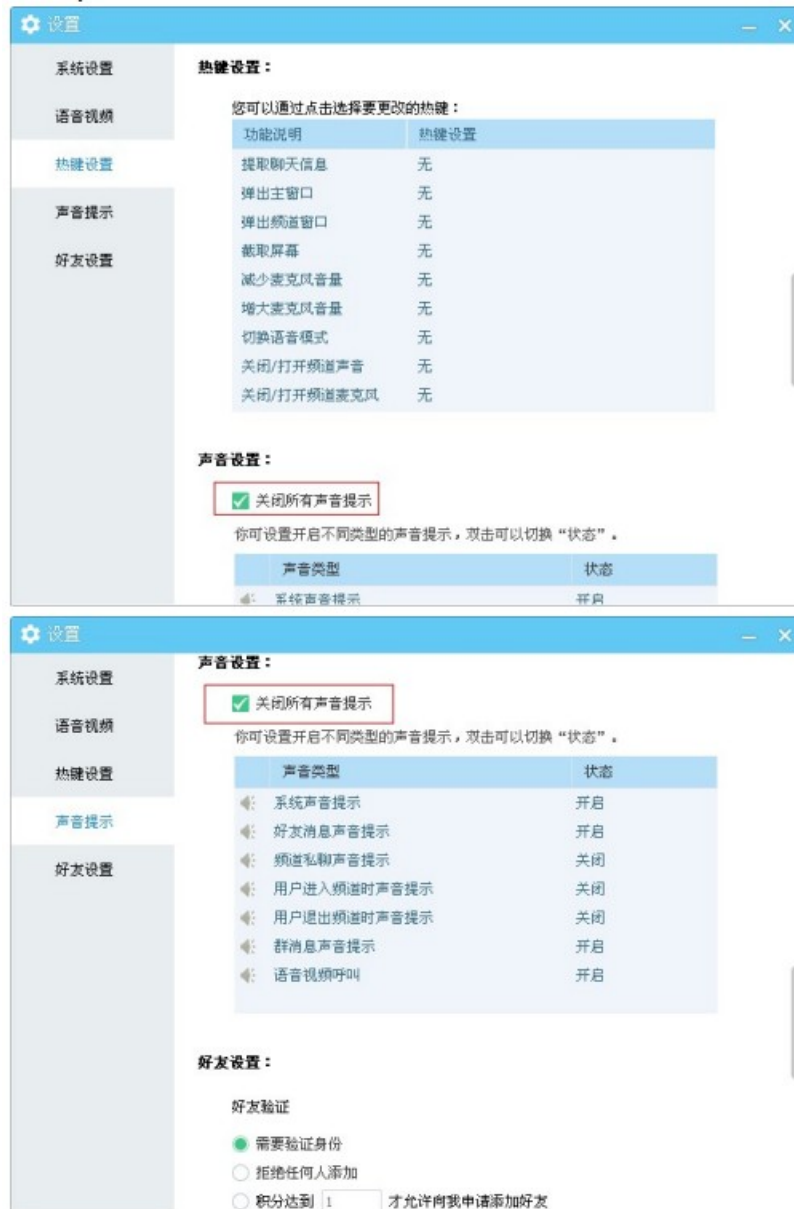 设置
系统设置
语音视频
热键设置
声音提示
好友设置
热键设置：
您可以通过点击选择要更改的热键：
功能说明 热键设置
提取聊天信息 无
弹出主窗口 无
弹出频道窗口 无
截取屏幕 无
减少麦克风音量 无
增大麦克风音量 无
切换语音模式 无
关闭/打开频道声音 无
关闭/打开频道麦克风 无
声音设置：
关闭所有声音提示
你可设置开启不同类型的声音提示，双击可以切换“状态”。
声音类型 状态
系统声音提示 开启
设置
系统设置
语音视频
热键设置
声音提示
好友设置
声音设置：
关闭所有声音提示
你可设置开启不同类型的声音提示，双击可以切换“状态”。
声音类型 状态
系统声音提示 开启
好友消息声音提示 开启
频道私聊声音提示 关闭
用户进入频道时声音提示 关闭
用户退出频道时声音提示 关闭
群消息声音提示 开启
语音视频呼叫 开启
好友设置：
好友验证
需要验证身份
拒绝任何人添加
积分达到 1 才允许向我申请添加好友